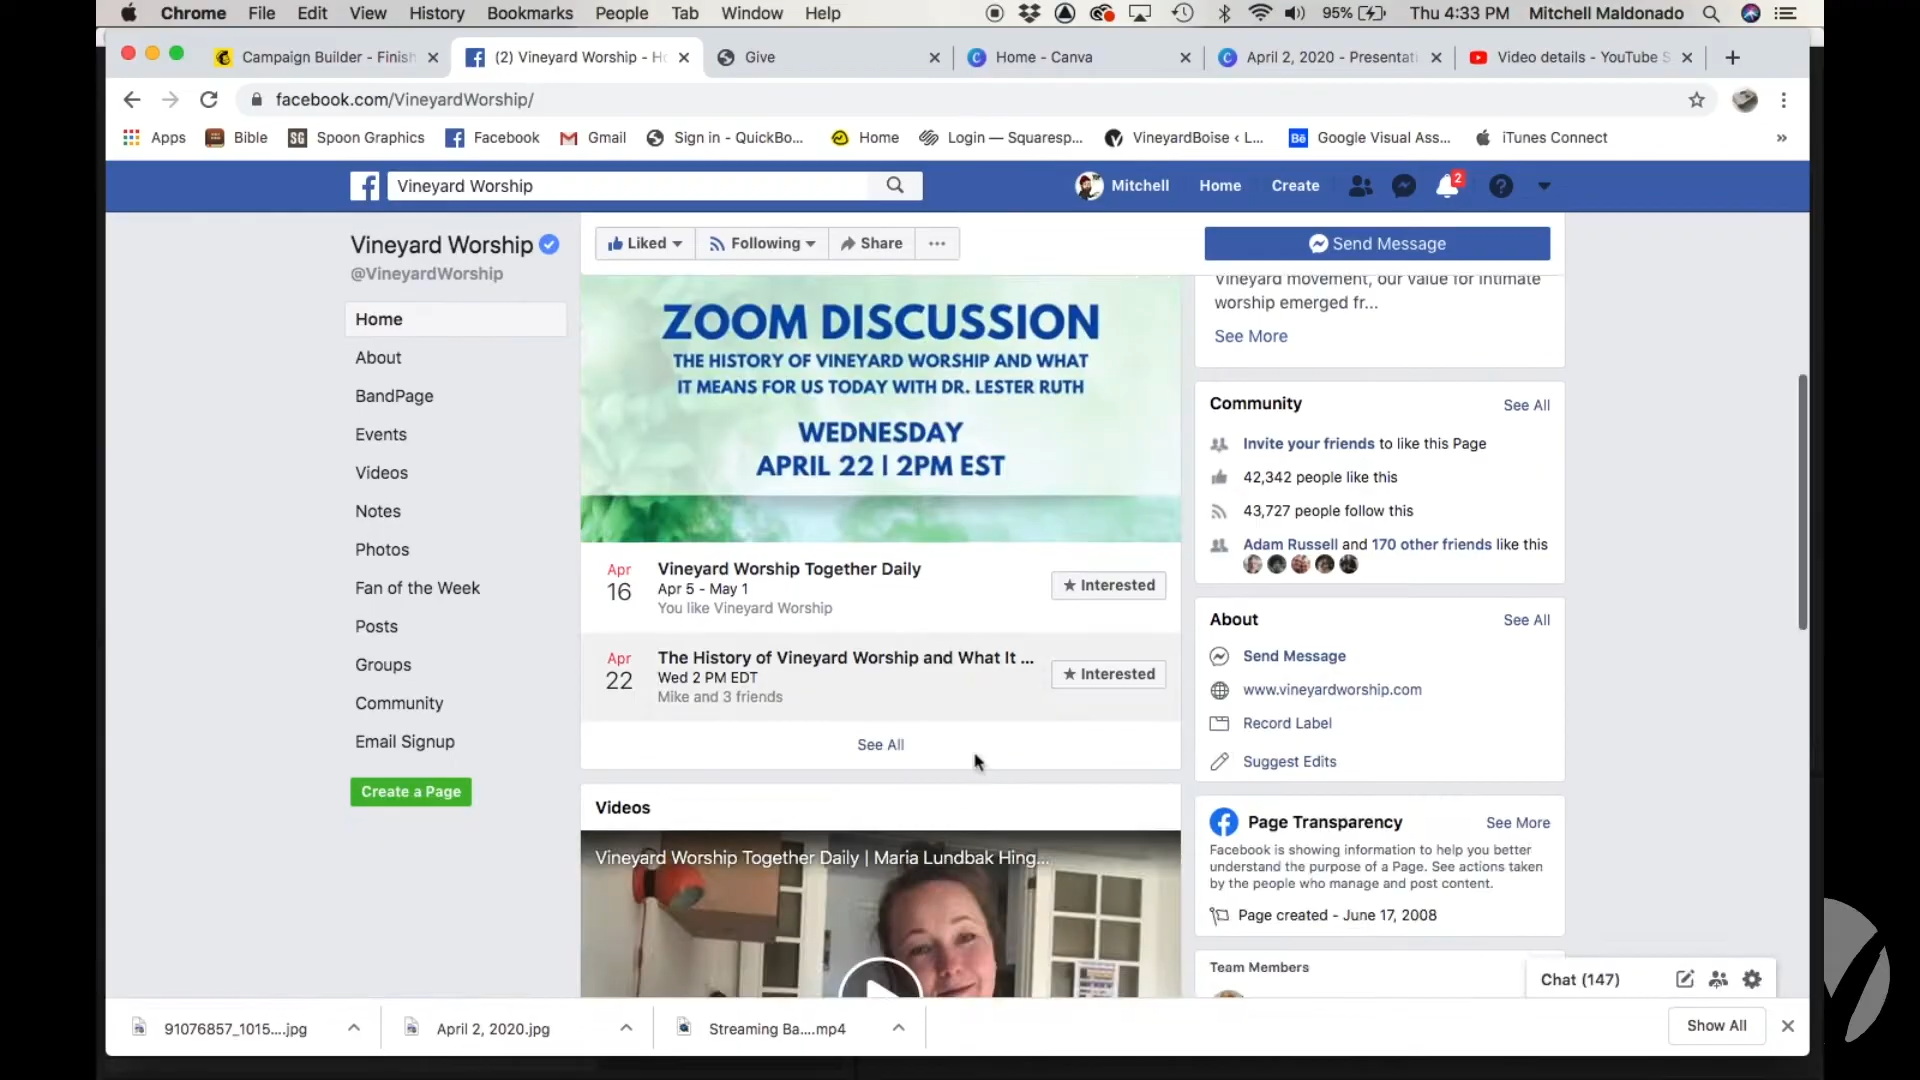 Chrome File Edit View History Bookmarks People Tab Window Help 95% Thu 4:33 PM Mitchell Maldonado
Campaign Builder - Finish (2) Vineyard Worship - Ho Give Home - Canva April 2, 2020 - Presentati Video details - YouTube S
facebook.com/VineyardWorship/
Apps Bible Spoon Graphics Facebook Gmail Sign in - QuickBo... Home Login — Squaresp... VineyardBoise ‹ L... Google Visual Ass... iTunes Connect »
Vineyard Worship Mitchell Home Create 2
Vineyard Worship
@VineyardWorship
Home
About
BandPage
Events
Videos
Notes
Photos
Fan of the Week
Posts
Groups
Community
Email Signup
Create a Page
Liked Following Share ... Send Message
ZOOM DISCUSSION
THE HISTORY OF VINEYARD WORSHIP AND WHAT
IT MEANS FOR US TODAY WITH DR. LESTER RUTH
WEDNESDAY
APRIL 22 | 2PM EST
Apr
16
Vineyard Worship Together Daily
Apr 5 - May 1
You like Vineyard Worship
Interested
Apr
22
The History of Vineyard Worship and What It ...
Wed 2 PM EDT
Mike and 3 friends
Interested
See All
Videos
Vineyard Worship Together Daily | Maria Lundbak Hing...
Vineyard movement, our value for intimate
worship emerged fr...
See More
Community See All
Invite your friends to like this Page
42,342 people like this
43,727 people follow this
Adam Russell and 170 other friends like this
About See All
Send Message
www.vineyardworship.com
Record Label
Suggest Edits
Page Transparency See More
Facebook is showing information to help you better
understand the purpose of a Page. See actions taken
by the people who manage and post content.
Page created - June 17, 2008
Team Members
Chat (147)
91076857_1015....jpg April 2, 2020.jpg Streaming Ba....mp4 Show All